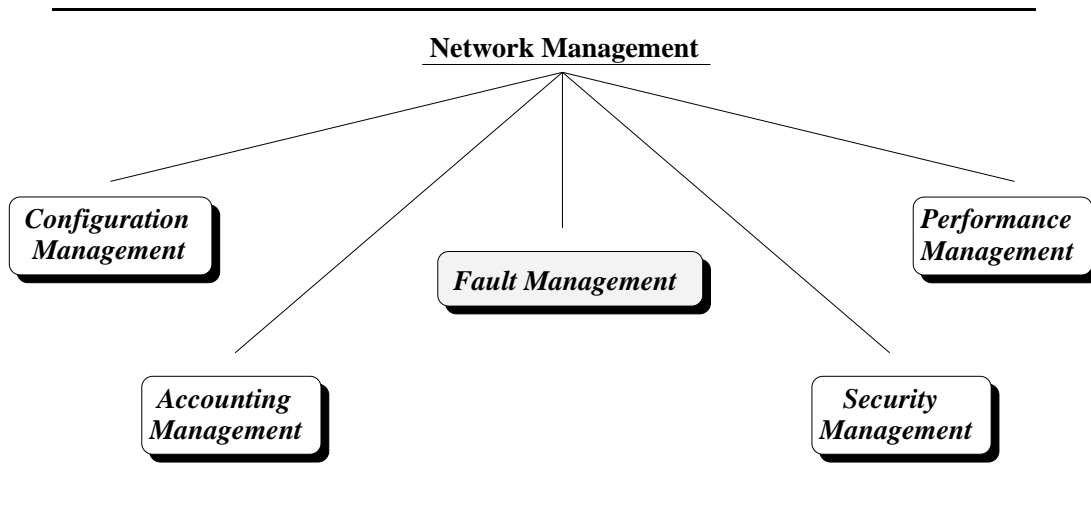 Network Management
Configuration
Management
Performance
Management
Fault Management
Accounting
Management
Security
Management